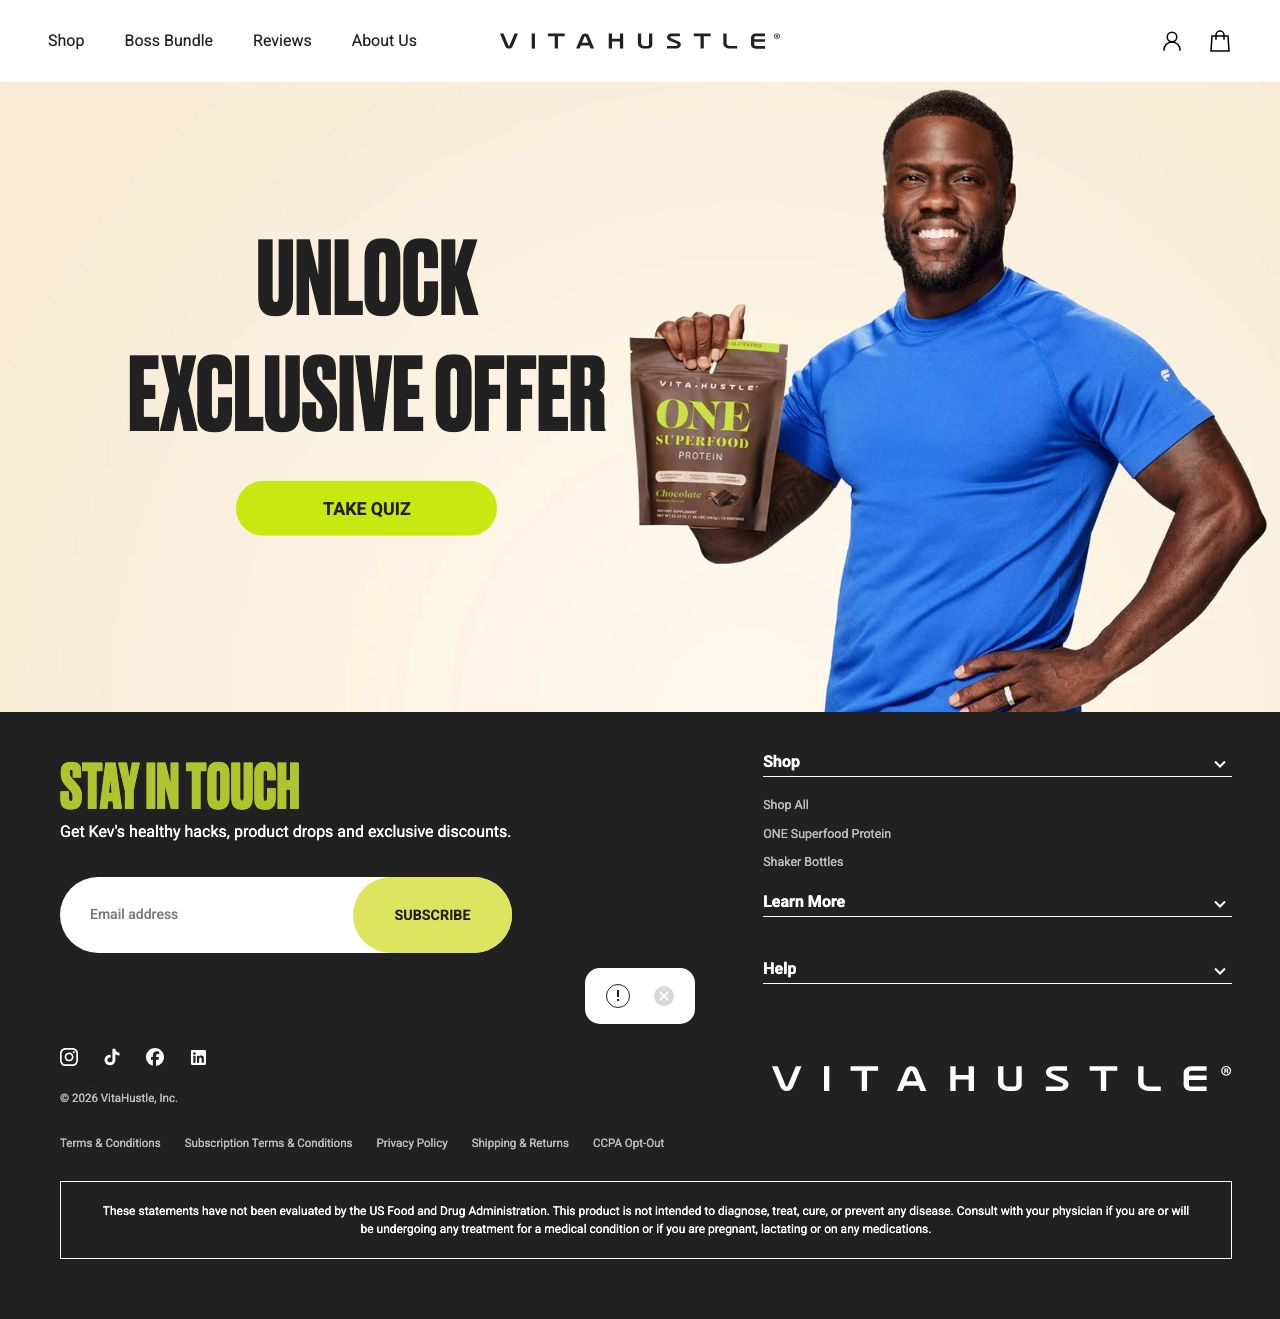 Shop
Boss Bundle
Reviews
About Us
VITAHUSTLE®
UNLOCK
EXCLUSIVE OFFER
TAKE QUIZ
GLUTEN FREE
VITA·HUSTLE
ONE
SUPERFOOD
PROTEIN
Chocolate
DIETARY SUPPLEMENT
STAY IN TOUCH
Get Kev's healthy hacks, product drops and exclusive discounts.
Email address
SUBSCRIBE
Shop
Shop All
ONE Superfood Protein
Shaker Bottles
Learn More
Help
© 2026 VitaHustle, Inc.
VITAHUSTLE®
Terms & Conditions
Subscription Terms & Conditions
Privacy Policy
Shipping & Returns
CCPA Opt-Out
These statements have not been evaluated by the US Food and Drug Administration. This product is not intended to diagnose, treat, cure, or prevent any disease. Consult with your physician if you are or will
be undergoing any treatment for a medical condition or if you are pregnant, lactating or on any medications.